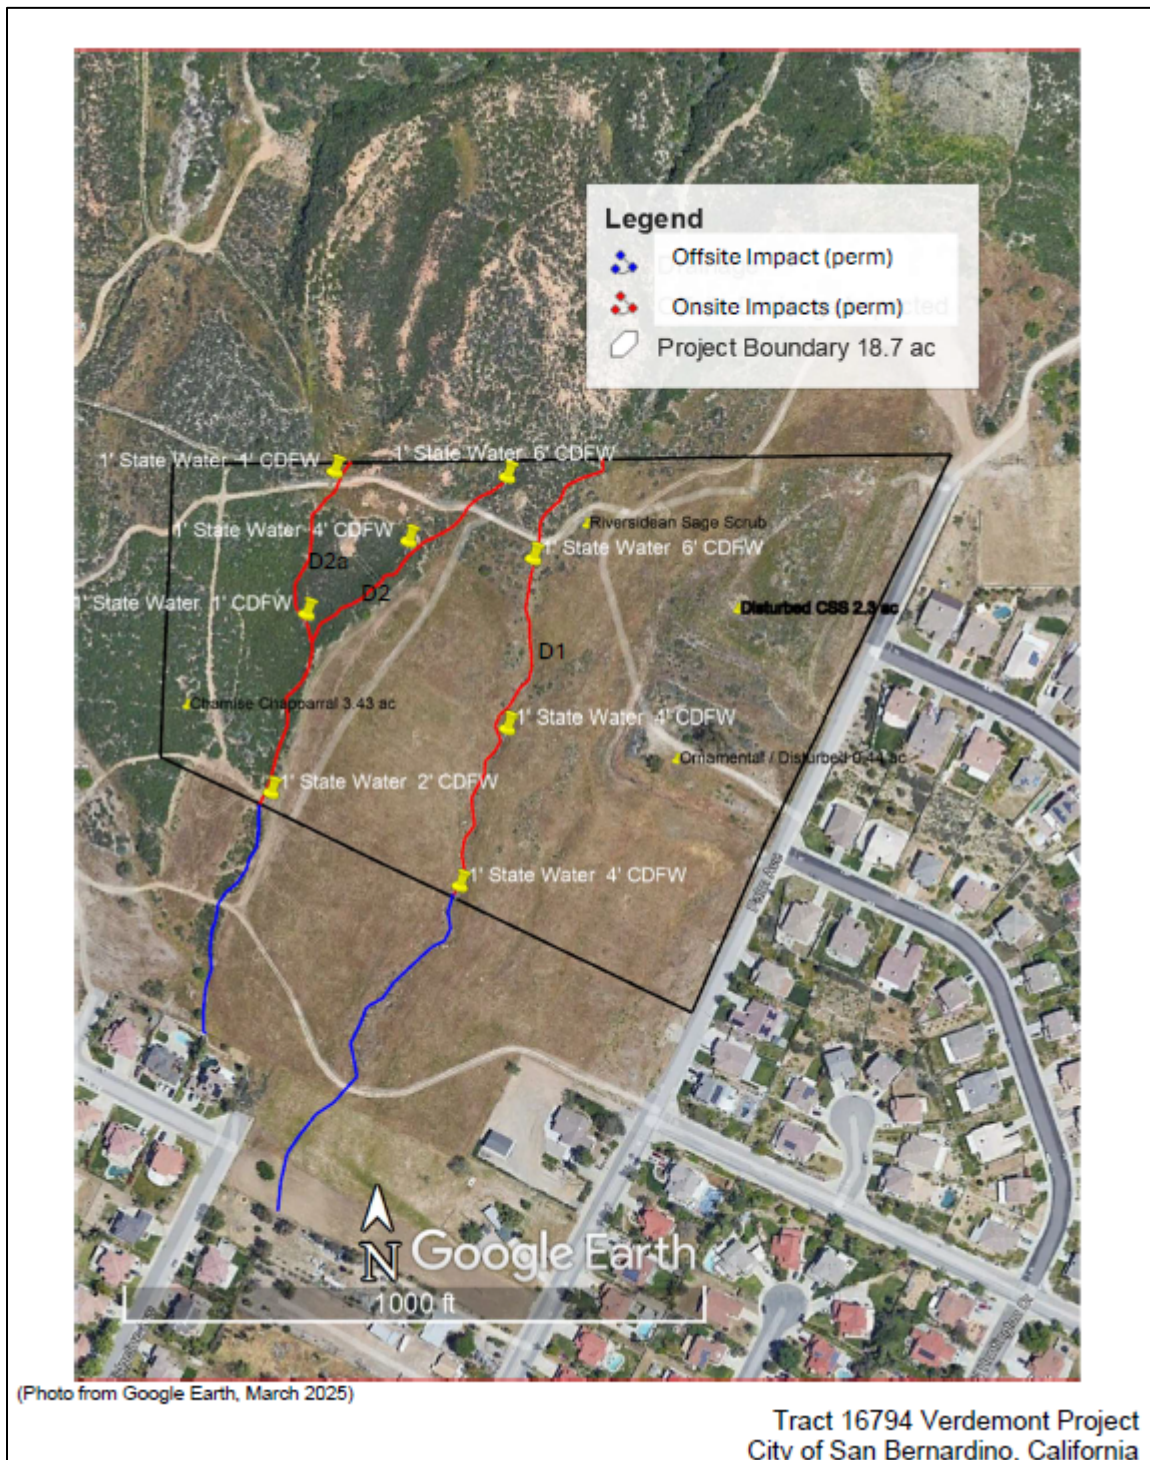 Legend
Offsite Impact (perm)
Onsite Impacts (perm)
Project Boundary 18.7 ac
1' State Water 1' CDFW
1' State Water 6' CDFW
1' State Water 4' CDFW
Riversidean Sage Scrub
1' State Water 6' CDFW
D2a
D2
1' State Water 1' CDFW
Disturbed CSS 2.3 ac
D1
Chamise Chapparral 3.43 ac
1' State Water 4' CDFW
Ornamental / Disturbed 0.44 ac
1' State Water 2' CDFW
1' State Water 4' CDFW
Palm Ave
N
Google Earth
1000 ft
(Photo from Google Earth, March 2025)
Tract 16794 Verdemont Project
City of San Bernardino, California